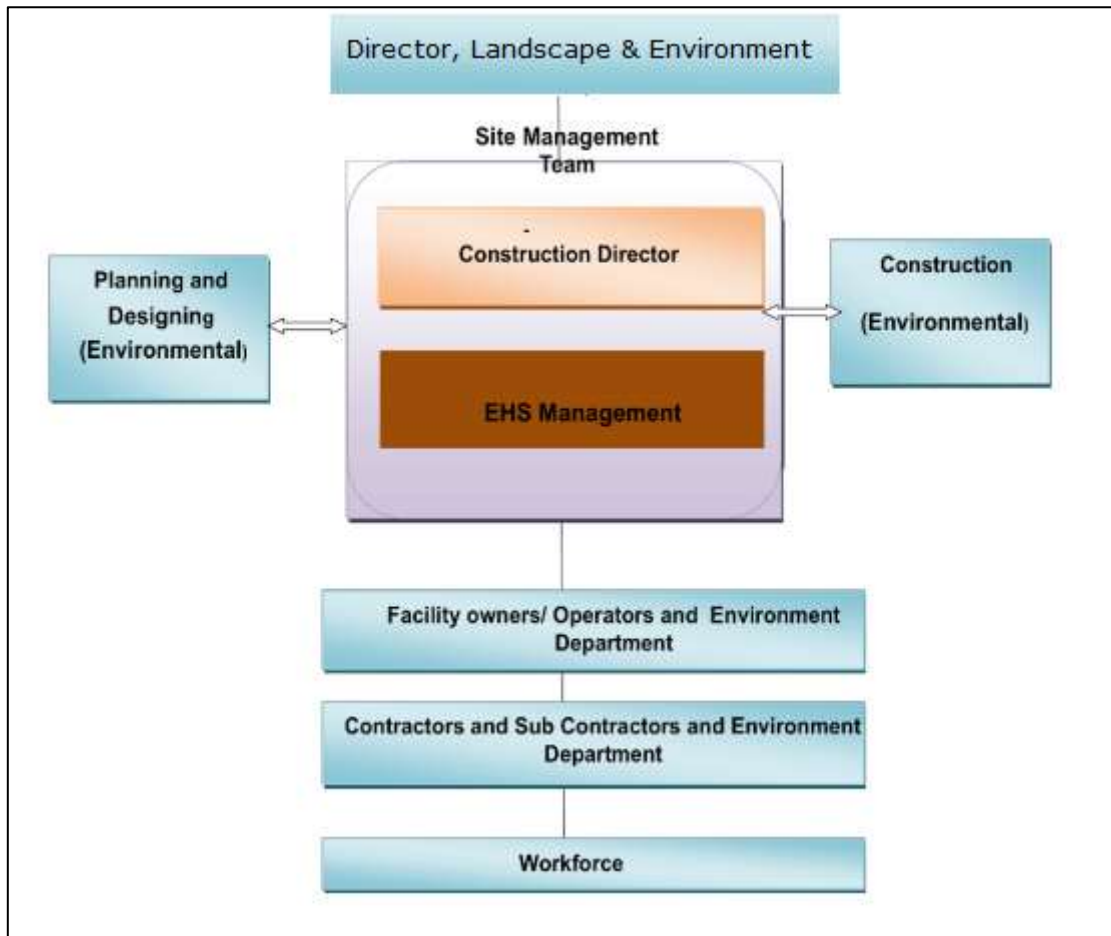 Director, Landscape & Environment
Site Management
Team
-
Construction Director
Planning and
Designing
(Environmental)
Construction
(Environmental)
EHS Management
Facility owners/ Operators and Environment
Department
Contractors and Sub Contractors and Environment
Department
Workforce